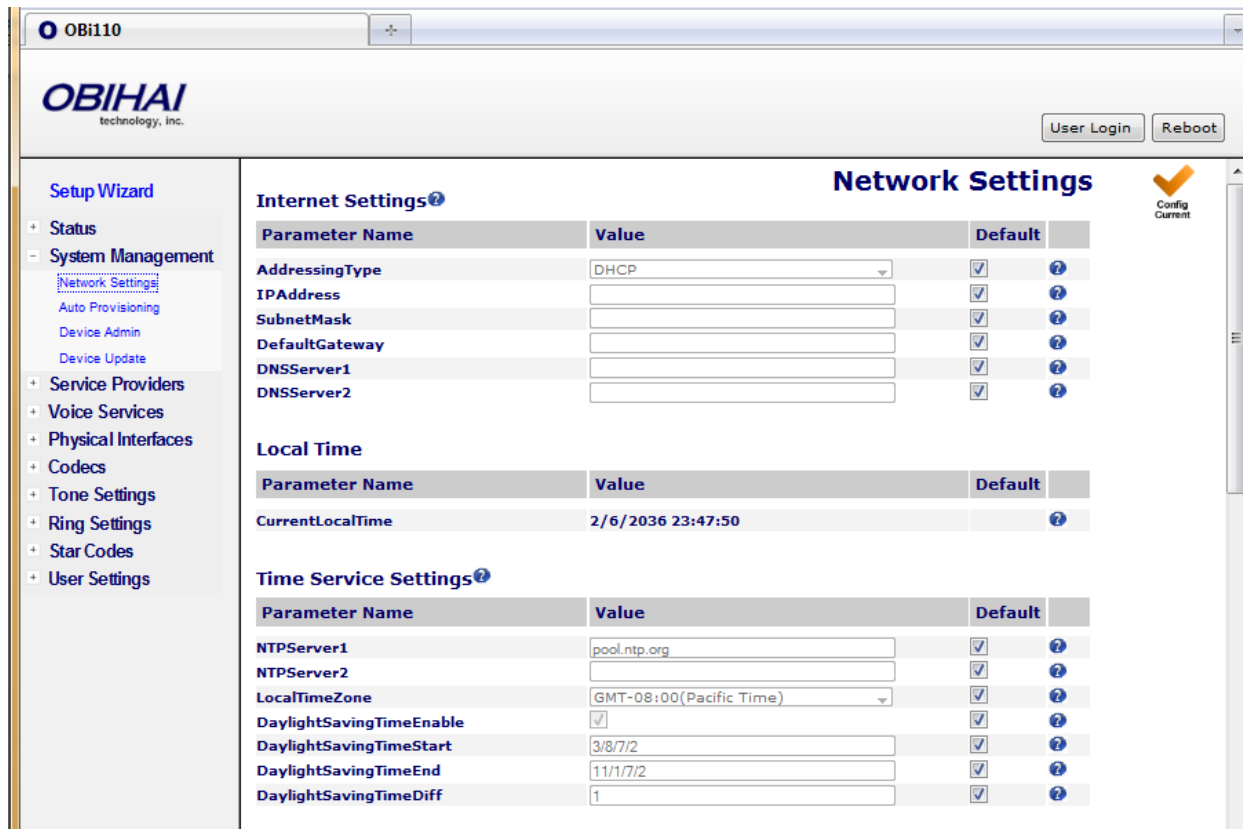 OBi110
OBIHAI
technology, inc.
User Login Reboot
Setup Wizard
+ Status
- System Management
Network Settings
Auto Provisioning
Device Admin
Device Update
+ Service Providers
+ Voice Services
+ Physical Interfaces
+ Codecs
+ Tone Settings
+ Ring Settings
+ Star Codes
+ User Settings
Network Settings
Config
Current
Internet Settings
Parameter Name Value Default
AddressingType DHCP
IPAddress
SubnetMask
DefaultGateway
DNSServer1
DNSServer2
Local Time
Parameter Name Value Default
CurrentLocalTime 2/6/2036 23:47:50
Time Service Settings
Parameter Name Value Default
NTPServer1 pool.ntp.org
NTPServer2
LocalTimeZone GMT-08:00(Pacific Time)
DaylightSavingTimeEnable
DaylightSavingTimeStart 3/8/7/2
DaylightSavingTimeEnd 11/1/7/2
DaylightSavingTimeDiff 1